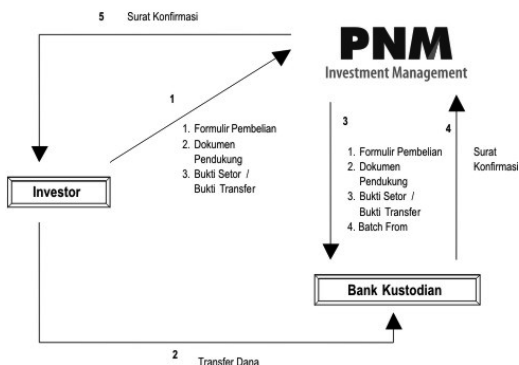 5 Surat Konfirmasi
PNM
Investment Management
1
1. Formulir Pembelian
2. Dokumen
Pendukung
3. Bukti Setor /
Bukti Transfer
3
1. Formulir Pembelian
2. Dokumen
Pendukung
3. Bukti Setor /
Bukti Transfer
4. Batch From
4
Surat
Konfirmasi
Investor
Bank Kustodian
2
Transfer Dana